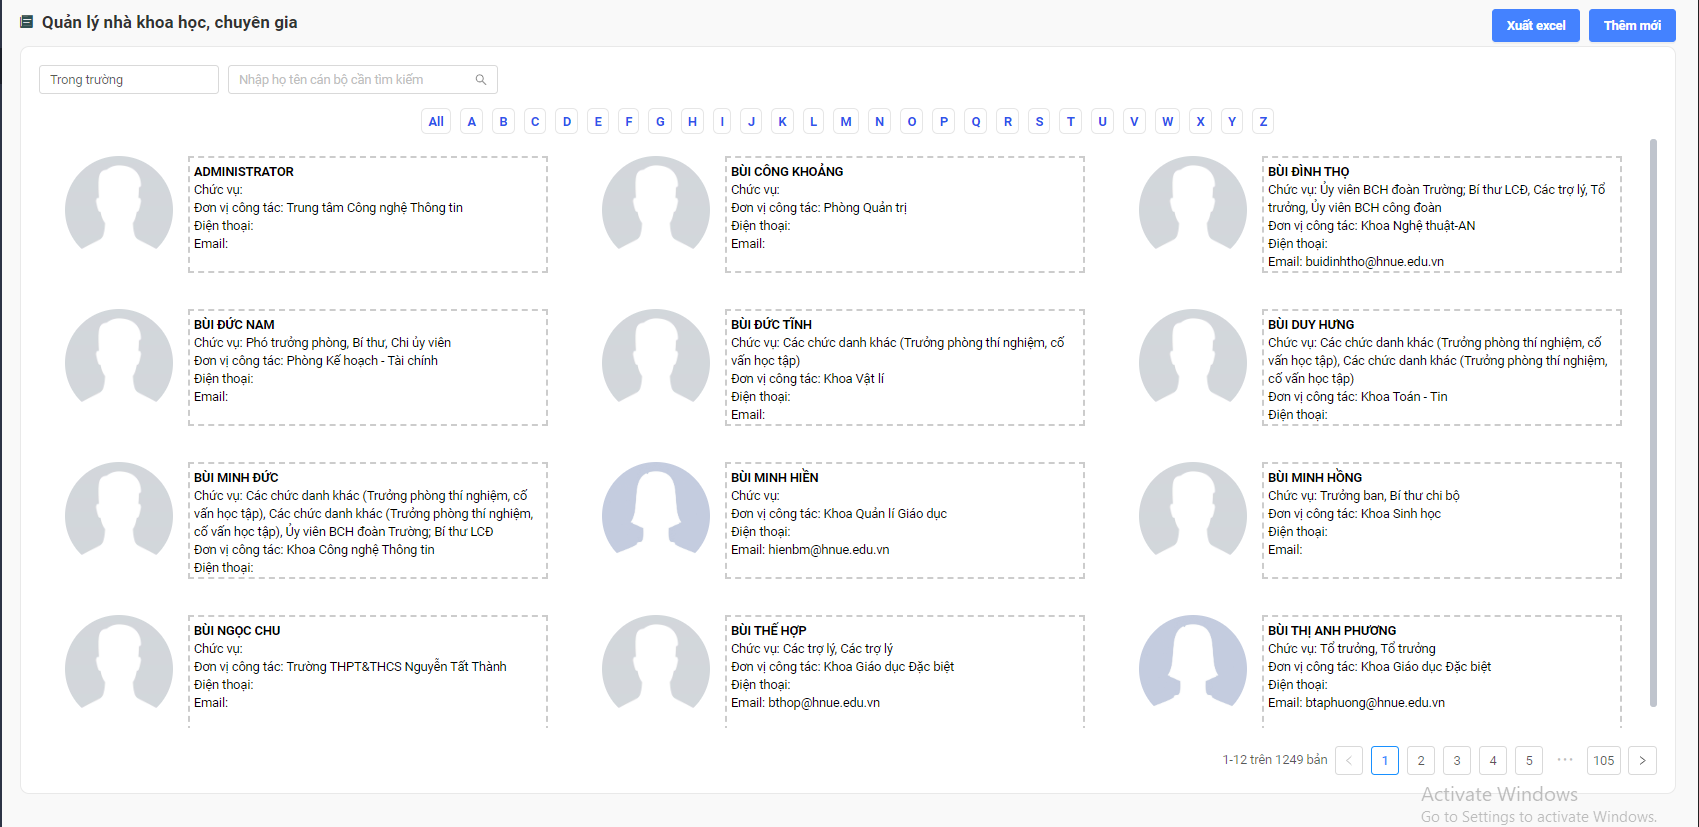 Quản lý nhà khoa học, chuyên gia
Xuất excel
Thêm mới
Trong trường
Nhập họ tên cán bộ cần tìm kiếm
All A B C D E F G H I J K L M N O P Q R S T U V W X Y Z
ADMINISTRATOR
Chức vụ:
Đơn vị công tác: Trung tâm Công nghệ Thông tin
Điện thoại:
Email:
BÙI CÔNG KHOẢNG
Chức vụ:
Đơn vị công tác: Phòng Quản trị
Điện thoại:
Email:
BÙI ĐÌNH THỌ
Chức vụ: Ủy viên BCH đoàn Trường; Bí thư LCĐ, Các trợ lý, Tổ
trưởng, Ủy viên BCH công đoàn
Đơn vị công tác: Khoa Nghệ thuật-AN
Điện thoại:
Email: buidinhtho@hnue.edu.vn
BÙI ĐỨC NAM
Chức vụ: Phó trưởng phòng, Bí thư, Chi ủy viên
Đơn vị công tác: Phòng Kế hoạch - Tài chính
Điện thoại:
Email:
BÙI ĐỨC TĨNH
Chức vụ: Các chức danh khác (Trưởng phòng thí nghiệm, cố
vấn học tập)
Đơn vị công tác: Khoa Vật lí
Điện thoại:
Email:
BÙI DUY HƯNG
Chức vụ: Các chức danh khác (Trưởng phòng thí nghiệm, cố
vấn học tập), Các chức danh khác (Trưởng phòng thí nghiệm,
cố vấn học tập)
Đơn vị công tác: Khoa Toán - Tin
Điện thoại:
BÙI MINH ĐỨC
Chức vụ: Các chức danh khác (Trưởng phòng thí nghiệm, cố
vấn học tập), Các chức danh khác (Trưởng phòng thí nghiệm,
cố vấn học tập), Ủy viên BCH đoàn Trường; Bí thư LCĐ
Đơn vị công tác: Khoa Công nghệ Thông tin
Điện thoại:
BÙI MINH HIỀN
Chức vụ:
Đơn vị công tác: Khoa Quản lí Giáo dục
Điện thoại:
Email: hienbm@hnue.edu.vn
BÙI MINH HỒNG
Chức vụ: Trưởng ban, Bí thư chi bộ
Đơn vị công tác: Khoa Sinh học
Điện thoại:
Email:
BÙI NGỌC CHU
Chức vụ:
Đơn vị công tác: Trường THPT&THCS Nguyễn Tất Thành
Điện thoại:
Email:
BÙI THẾ HỢP
Chức vụ: Các trợ lý, Các trợ lý
Đơn vị công tác: Khoa Giáo dục Đặc biệt
Điện thoại:
Email: bthop@hnue.edu.vn
BÙI THỊ ANH PHƯƠNG
Chức vụ: Tổ trưởng, Tổ trưởng
Đơn vị công tác: Khoa Giáo dục Đặc biệt
Điện thoại:
Email: btaphuong@hnue.edu.vn
1-12 trên 1249 bản < 1 2 3 4 5 ••• 105 >
Activate Windows
Go to Settings to activate Windows.